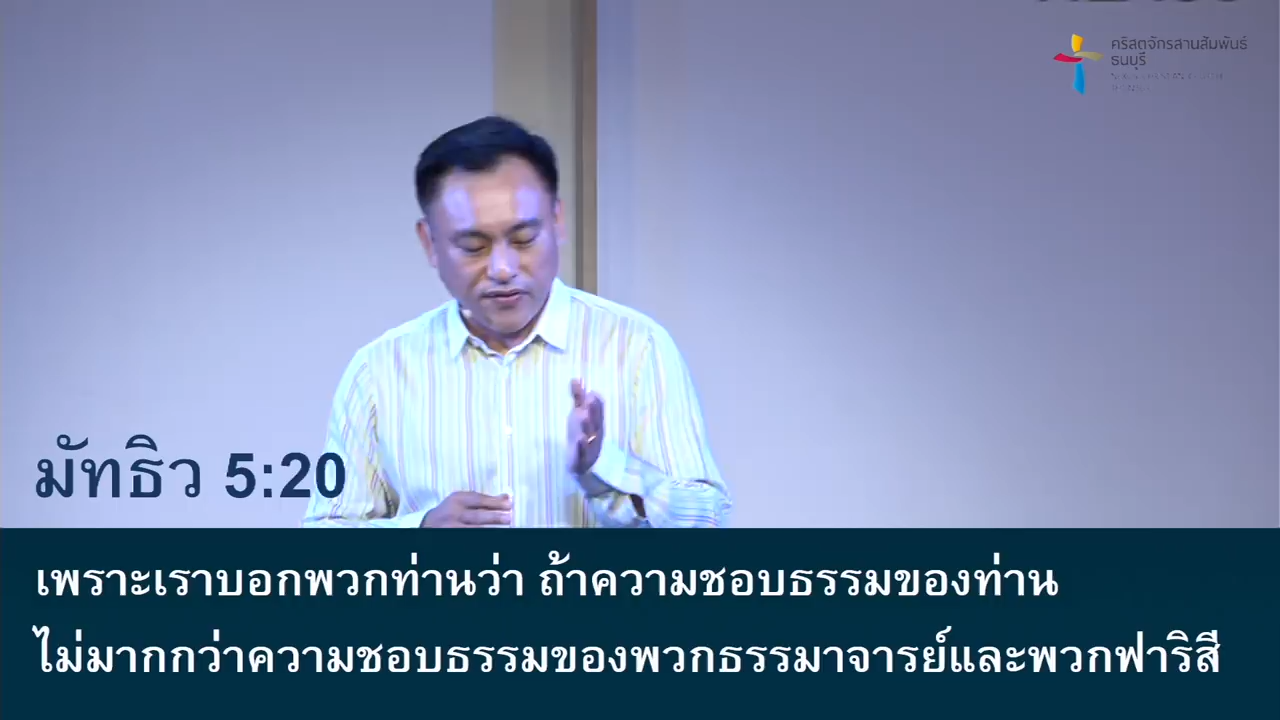 คริสตจักรสานสัมพันธ์
ธนบุรี
มัทธิว 5:20
เพราะเราบอกพวกท่านว่า ถ้าความชอบธรรมของท่าน
ไม่มากกว่าความชอบธรรมของพวกธรรมาจารย์และพวกฟาริสี